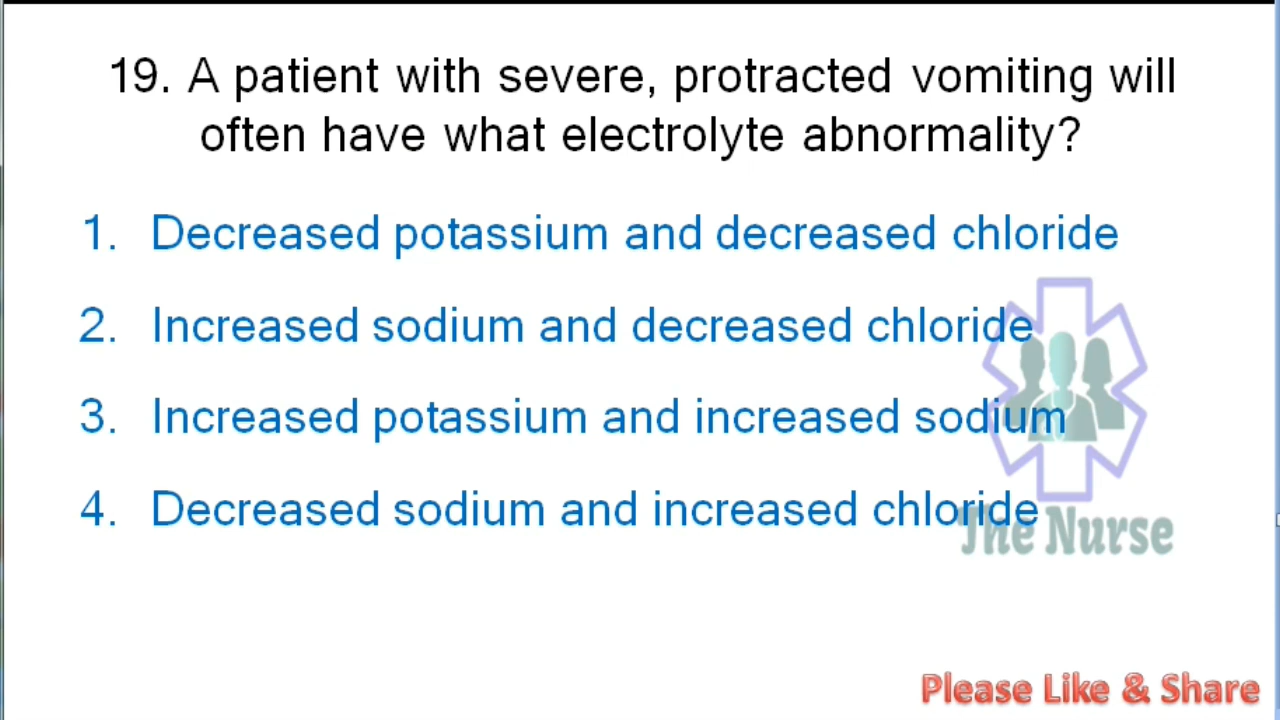 19. A patient with severe, protracted vomiting will
often have what electrolyte abnormality?
1. Decreased potassium and decreased chloride
2. Increased sodium and decreased chloride
3. Increased potassium and increased sodium
4. Decreased sodium and increased chloride
The Nurse
Please Like & Share